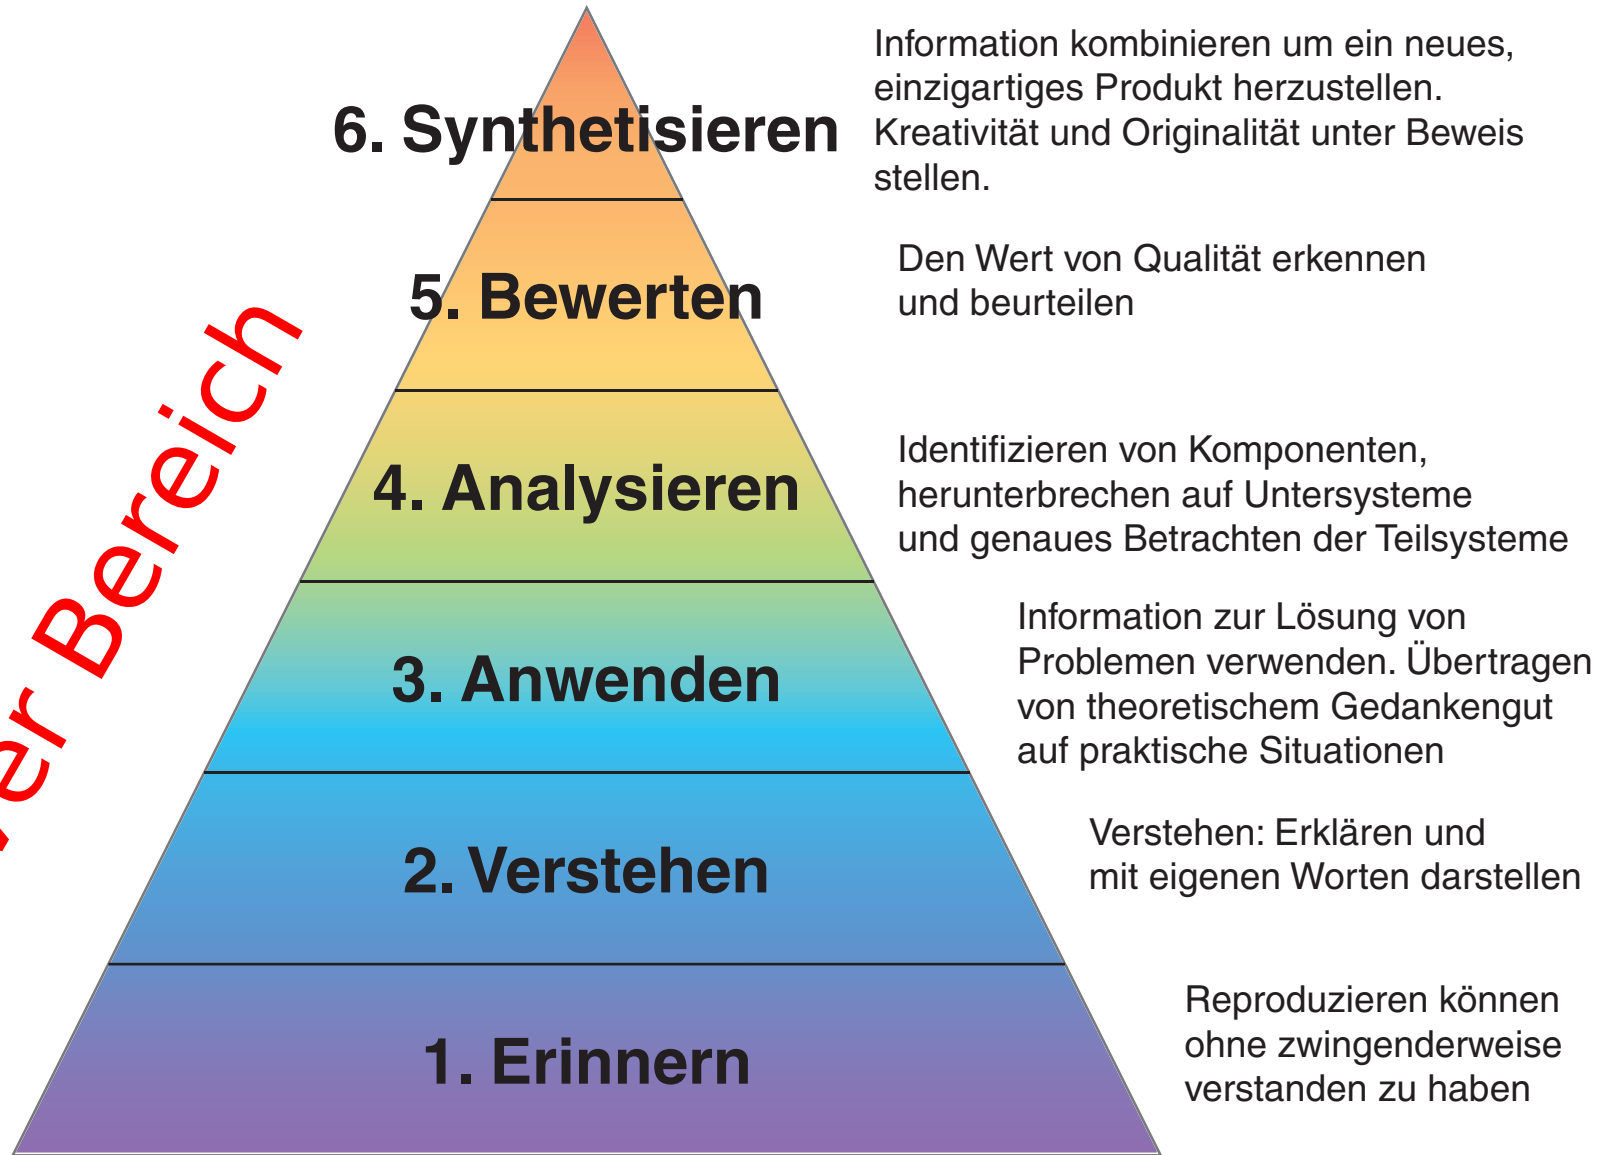 6. Synthetisieren
Information kombinieren um ein neues,
einzigartiges Produkt herzustellen.
Kreativität und Originalität unter Beweis
stellen.
5. Bewerten
Den Wert von Qualität erkennen
und beurteilen
4. Analysieren
Identifizieren von Komponenten,
herunterbrechen auf Untersysteme
und genaues Betrachten der Teilsysteme
3. Anwenden
Information zur Lösung von
Problemen verwenden. Übertragen
von theoretischem Gedankengut
auf praktische Situationen
2. Verstehen
Verstehen: Erklären und
mit eigenen Worten darstellen
1. Erinnern
Reproduzieren können
ohne zwingenderweise
verstanden zu haben
Bereich